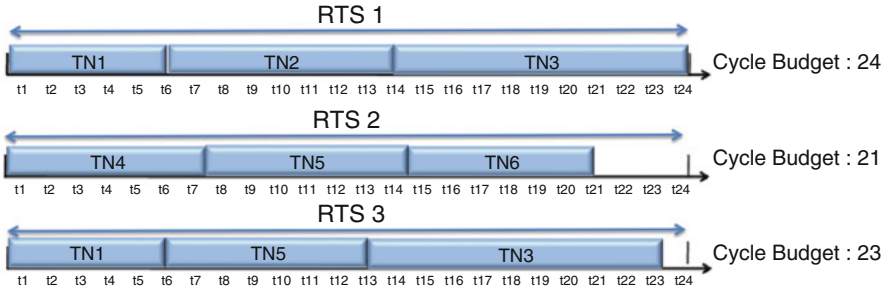 RTS 1
TN1 TN2 TN3 Cycle Budget : 24
t1 t2 t3 t4 t5 t6 t7 t8 t9 t10 t11 t12 t13 t14 t15 t16 t17 t18 t19 t20 t21 t22 t23 t24
RTS 2
TN4 TN5 TN6 Cycle Budget : 21
t1 t2 t3 t4 t5 t6 t7 t8 t9 t10 t11 t12 t13 t14 t15 t16 t17 t18 t19 t20 t21 t22 t23 t24
RTS 3
TN1 TN5 TN3 Cycle Budget : 23
t1 t2 t3 t4 t5 t6 t7 t8 t9 t10 t11 t12 t13 t14 t15 t16 t17 t18 t19 t20 t21 t22 t23 t24